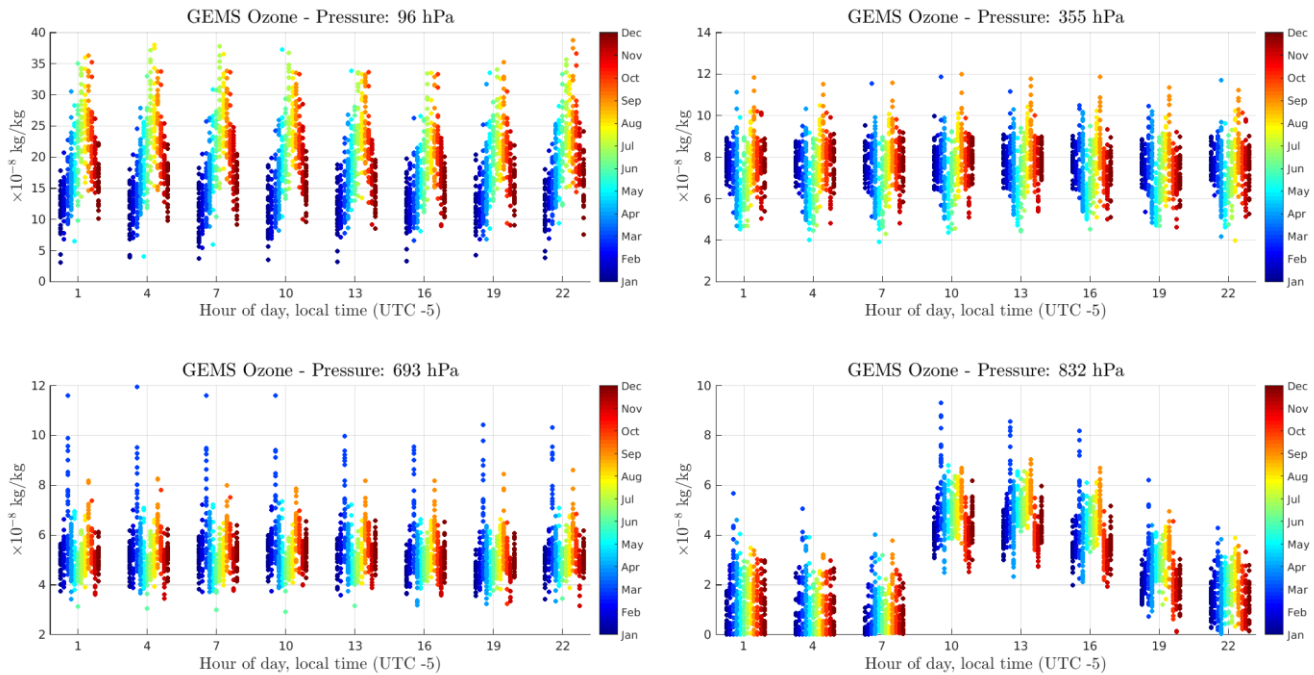 GEMS Ozone - Pressure: 96 hPa
40
35
30
25
20
15
10
5
0
×10⁻⁸ kg/kg
1 4 7 10 13 16 19 22
Hour of day, local time (UTC -5)
Dec
Nov
Oct
Sep
Aug
Jul
Jun
May
Apr
Mar
Feb
Jan
GEMS Ozone - Pressure: 355 hPa
14
12
10
8
6
4
2
×10⁻⁸ kg/kg
1 4 7 10 13 16 19 22
Hour of day, local time (UTC -5)
Dec
Nov
Oct
Sep
Aug
Jul
Jun
May
Apr
Mar
Feb
Jan
GEMS Ozone - Pressure: 693 hPa
12
10
8
6
4
2
×10⁻⁸ kg/kg
1 4 7 10 13 16 19 22
Hour of day, local time (UTC -5)
Dec
Nov
Oct
Sep
Aug
Jul
Jun
May
Apr
Mar
Feb
Jan
GEMS Ozone - Pressure: 832 hPa
10
8
6
4
2
0
×10⁻⁸ kg/kg
1 4 7 10 13 16 19 22
Hour of day, local time (UTC -5)
Dec
Nov
Oct
Sep
Aug
Jul
Jun
May
Apr
Mar
Feb
Jan